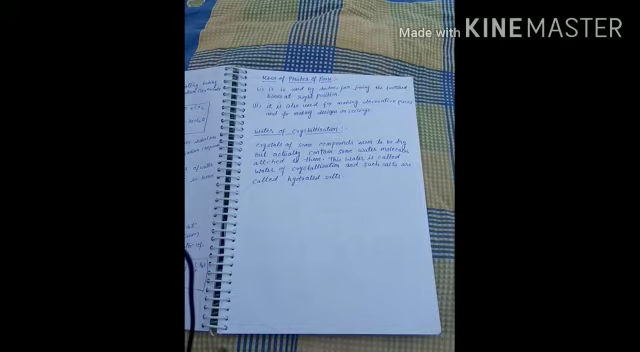 Made with KINEMASTER
Uses of Plaster of Paris :-
(i) it is used by doctors for fixing the fractured
bones at right position.
(ii) it is also used for making decorative pieces
and for making designs on ceilings.
Water of Crystallisation :-
Crystals of some compounds seem to be dry
but actually contain some water molecules
attached to them. This water is called
water of crystallisation and such salts are
called hydrated salts.